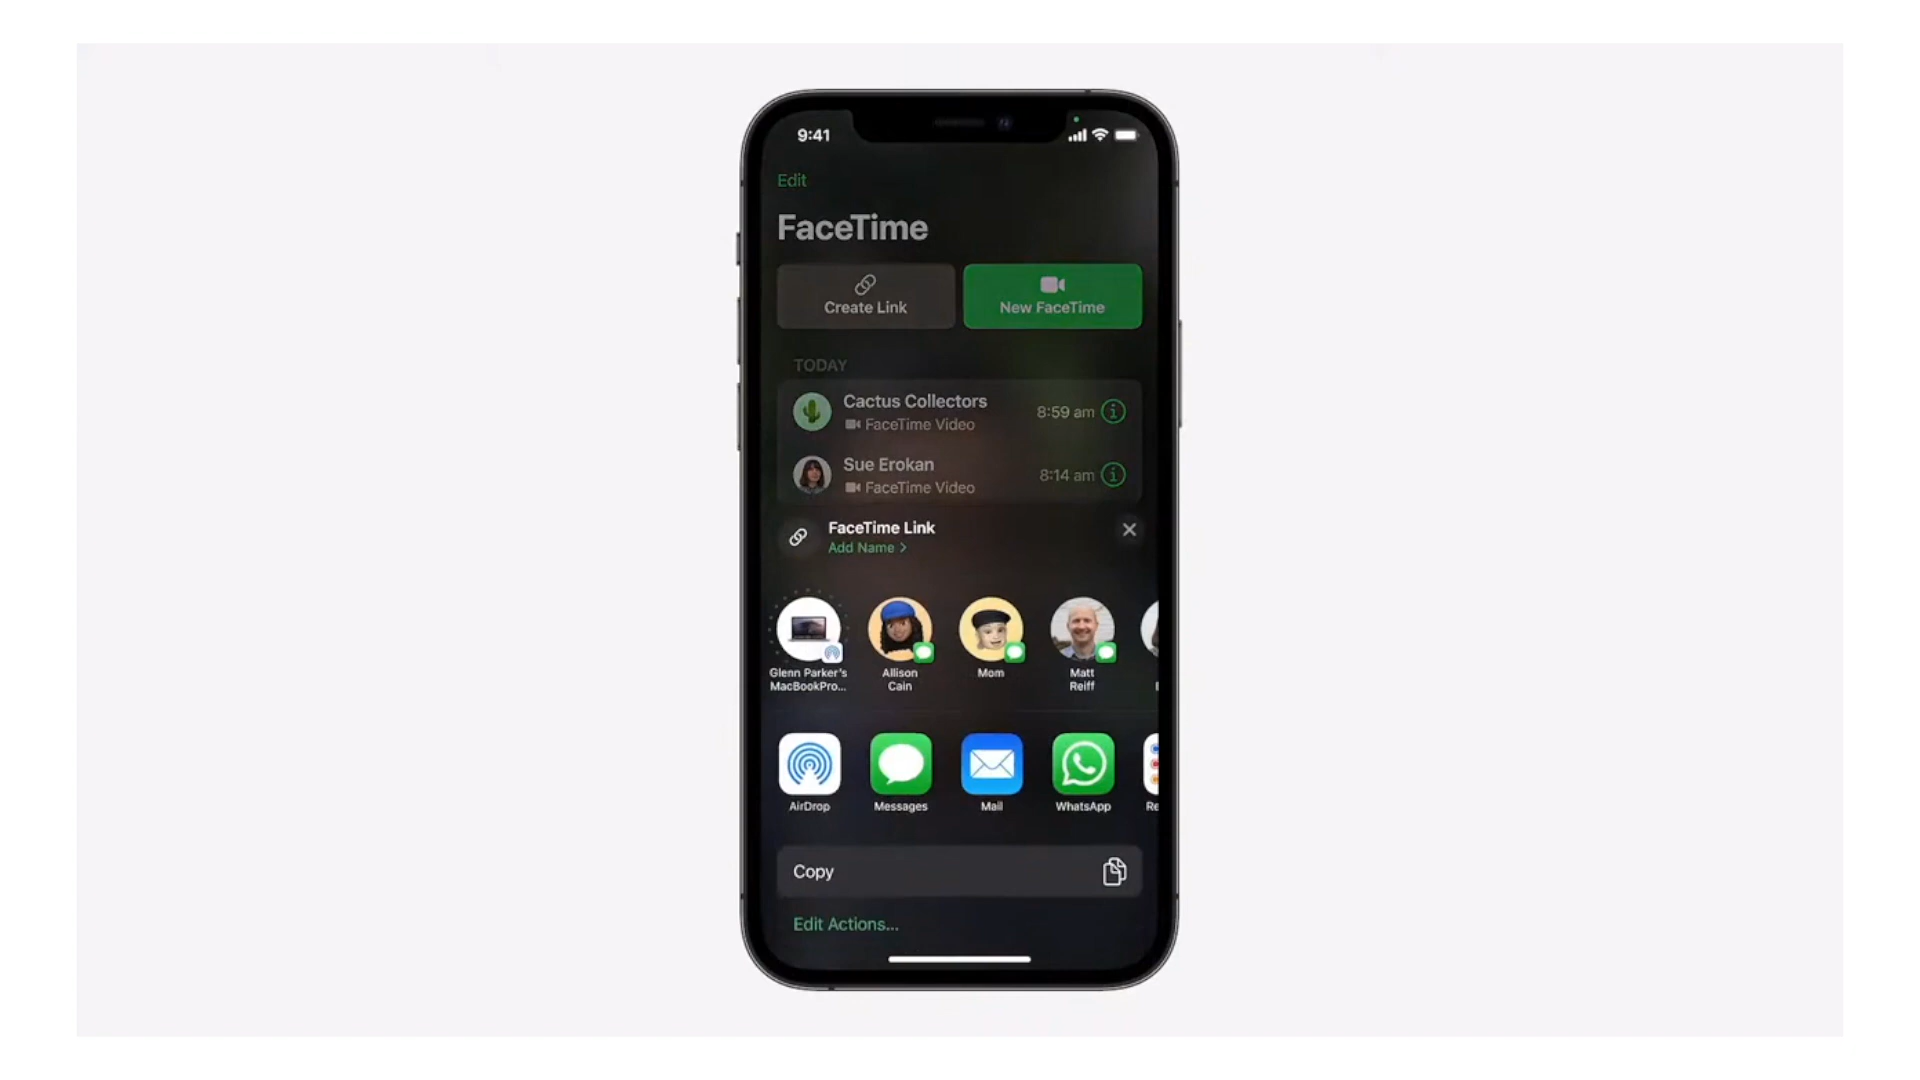 9:41
Edit
FaceTime
Create Link
New FaceTime
TODAY
Cactus Collectors
8:59 am
FaceTime Video
Sue Erokan
8:14 am
FaceTime Video
FaceTime Link
Add Name >
Glenn Parker's
MacBookPro...
Allison
Cain
Mom
Matt
Reiff
AirDrop
Messages
Mail
WhatsApp
Re
Copy
Edit Actions...